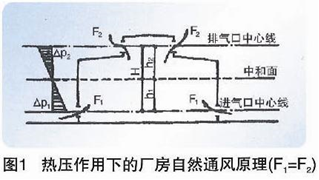 F₂ F₂ 排气口中心线
Δp₂
H h₂
中和面
Δp₁ h₁
F₁ F₁ 进气口中心线
图1 热压作用下的厂房自然通风原理(F₁=F₂)